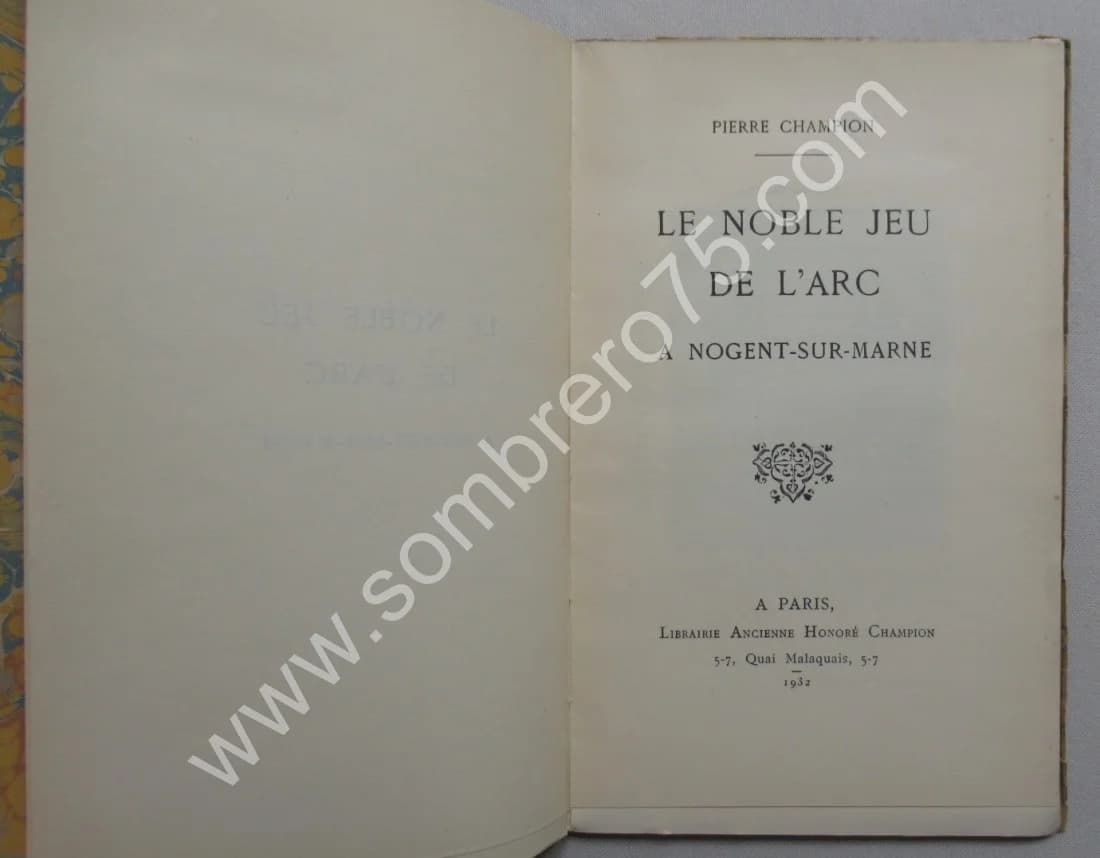 PIERRE CHAMPION
LE NOBLE JEU
DE L'ARC
A NOGENT-SUR-MARNE
A PARIS,
LIBRAIRIE ANCIENNE HONORÉ CHAMPION
5-7, Quai Malaquais, 5-7
1932
www.sombrero75.com